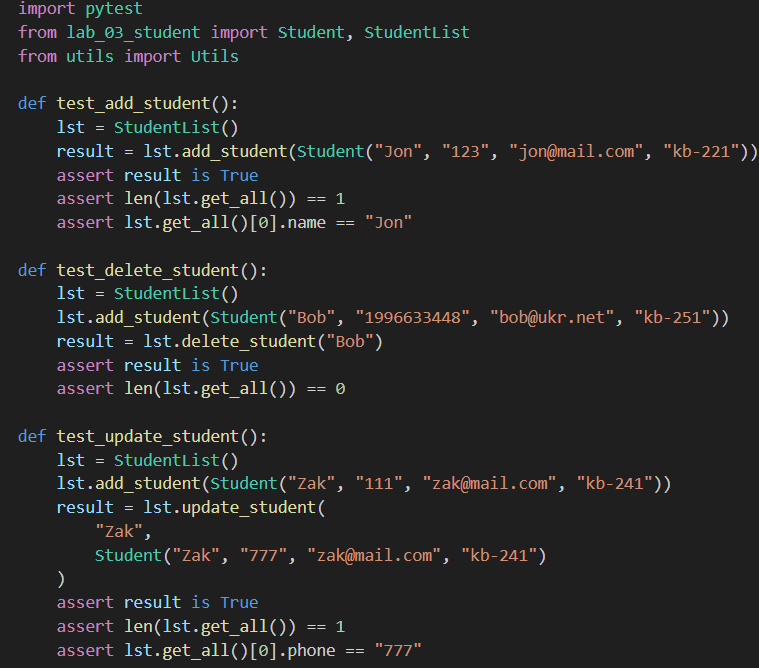 import pytest
from lab_03_student import Student, StudentList
from utils import Utils

def test_add_student():
    lst = StudentList()
    result = lst.add_student(Student("Jon", "123", "jon@mail.com", "kb-221"))
    assert result is True
    assert len(lst.get_all()) == 1
    assert lst.get_all()[0].name == "Jon"

def test_delete_student():
    lst = StudentList()
    lst.add_student(Student("Bob", "1996633448", "bob@ukr.net", "kb-251"))
    result = lst.delete_student("Bob")
    assert result is True
    assert len(lst.get_all()) == 0

def test_update_student():
    lst = StudentList()
    lst.add_student(Student("Zak", "111", "zak@mail.com", "kb-241"))
    result = lst.update_student(
        "Zak",
        Student("Zak", "777", "zak@mail.com", "kb-241")
    )
    assert result is True
    assert len(lst.get_all()) == 1
    assert lst.get_all()[0].phone == "777"